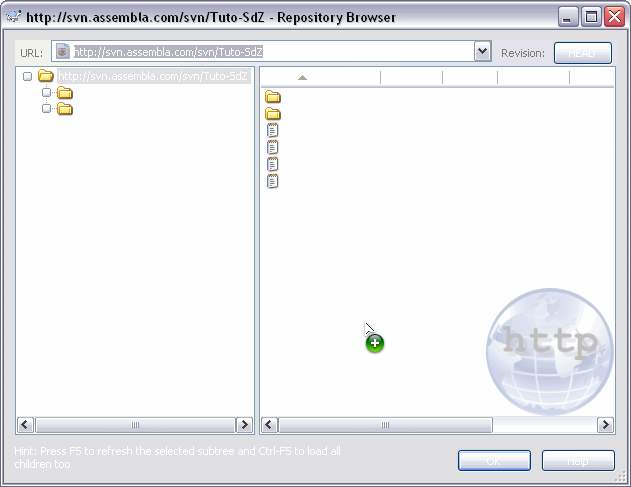 http://svn.assembla.com/svn/Tuto-SdZ - Repository Browser
URL: http://svn.assembla.com/svn/Tuto-SdZ Revision: HEAD
http://svn.assembla.com/svn/Tuto-SdZ
http
Hint: Press F5 to refresh the selected subtree and Ctrl-F5 to load all
children too
OK Help